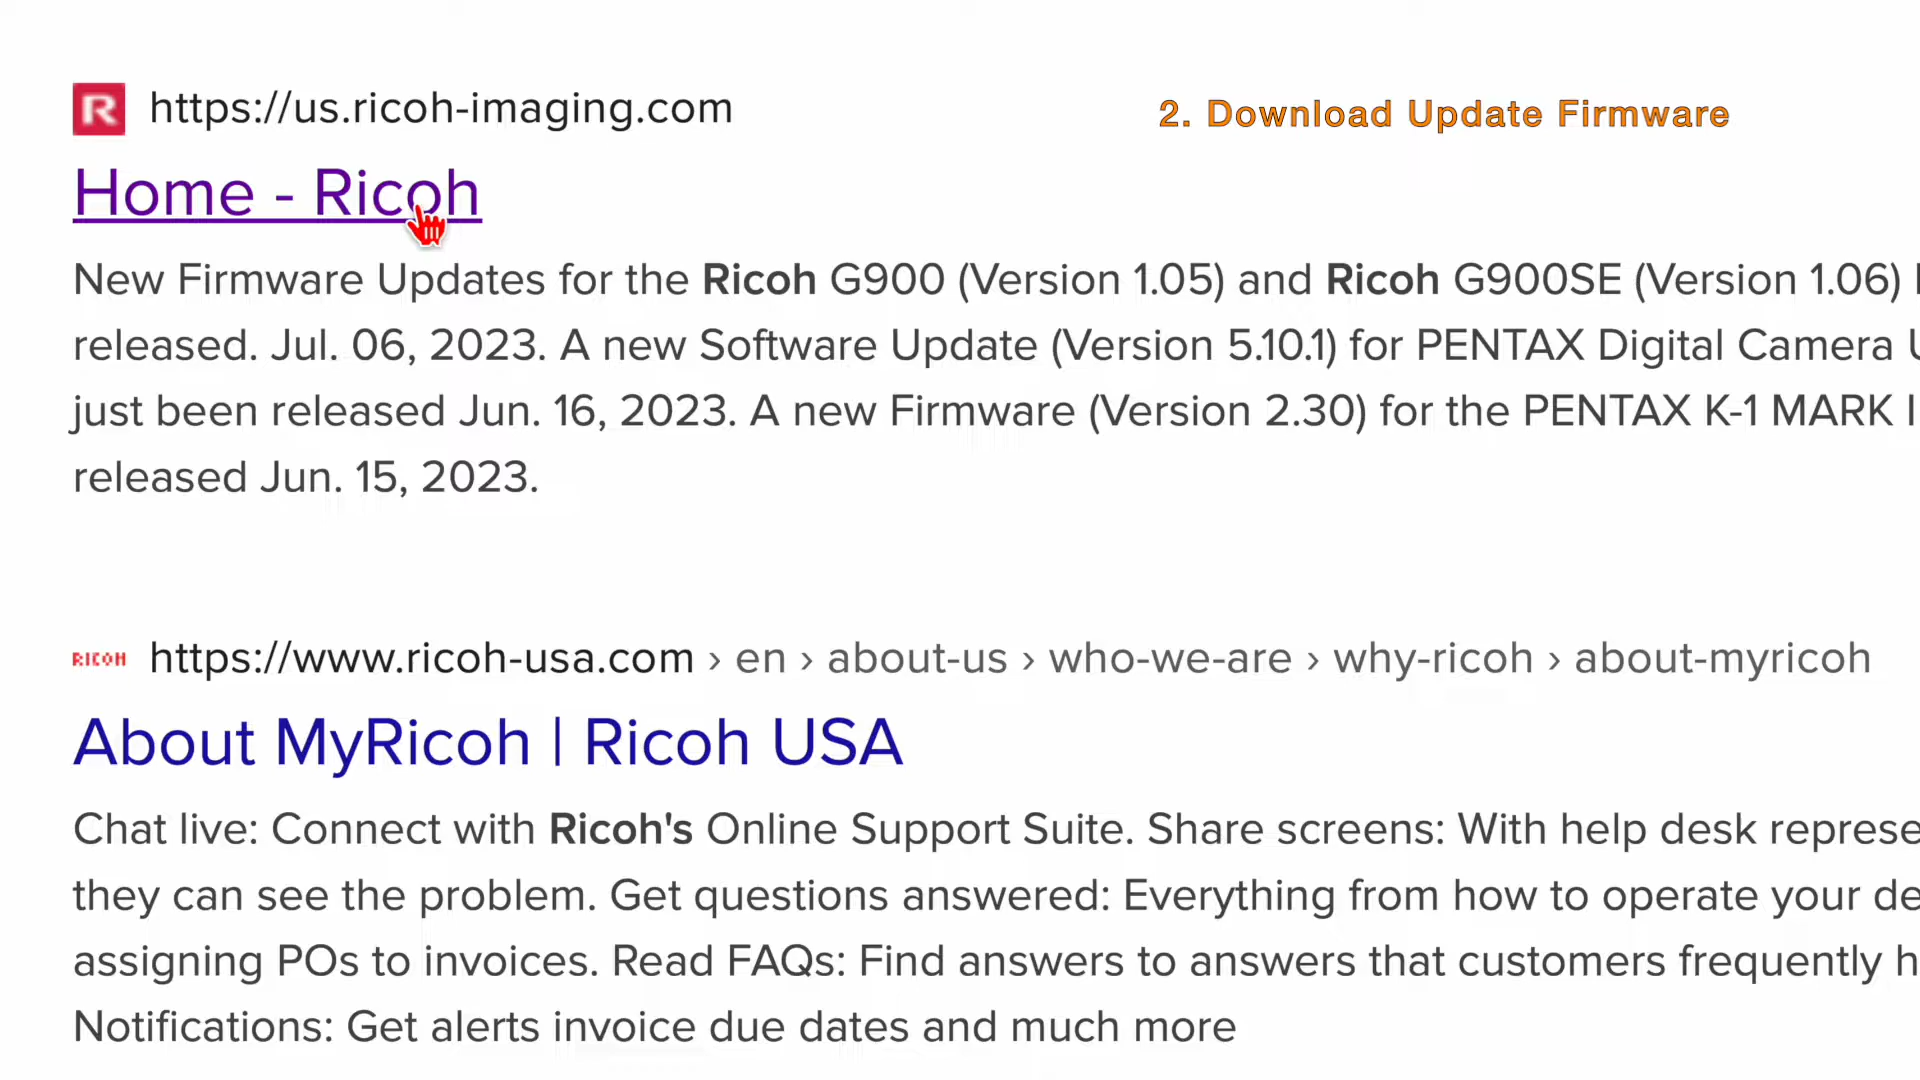 R https://us.ricoh-imaging.com
2. Download Update Firmware
Home - Ricoh
New Firmware Updates for the Ricoh G900 (Version 1.05) and Ricoh G900SE (Version 1.06)
released. Jul. 06, 2023. A new Software Update (Version 5.10.1) for PENTAX Digital Camera
just been released Jun. 16, 2023. A new Firmware (Version 2.30) for the PENTAX K-1 MARK
released Jun. 15, 2023.
RICOH https://www.ricoh-usa.com › en › about-us › who-we-are › why-ricoh › about-myricoh
About MyRicoh | Ricoh USA
Chat live: Connect with Ricoh's Online Support Suite. Share screens: With help desk represe
they can see the problem. Get questions answered: Everything from how to operate your de
assigning POs to invoices. Read FAQs: Find answers to answers that customers frequently h
Notifications: Get alerts invoice due dates and much more